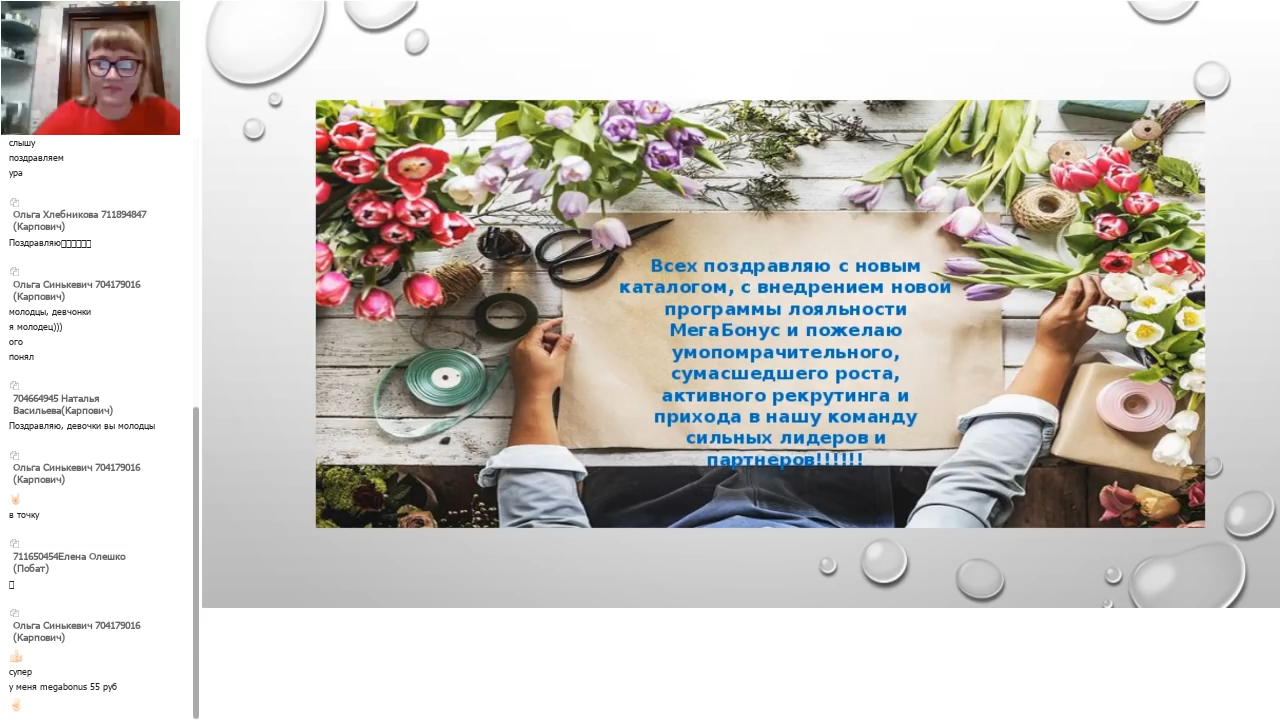 слышу
поздравляем
ура
Ольга Хлебникова 711894847
(Карпович)
Поздравляю
Ольга Синькевич 704179016
(Карпович)
молодцы, девчонки
я молодец)))
ого
понял
704664945 Наталья
Васильева(Карпович)
Поздравляю, девочки вы молодцы
Ольга Синькевич 704179016
(Карпович)
в точку
711650454Елена Олешко
(Побат)
Ольга Синькевич 704179016
(Карпович)
супер
у меня megabonus 55 руб
Всех поздравляю с новым
каталогом, с внедрением новой
программы лояльности
МегаБонус и пожелаю
умопомрачительного,
сумасшедшего роста,
активного рекрутинга и
прихода в нашу команду
сильных лидеров и
партнеров!!!!!!